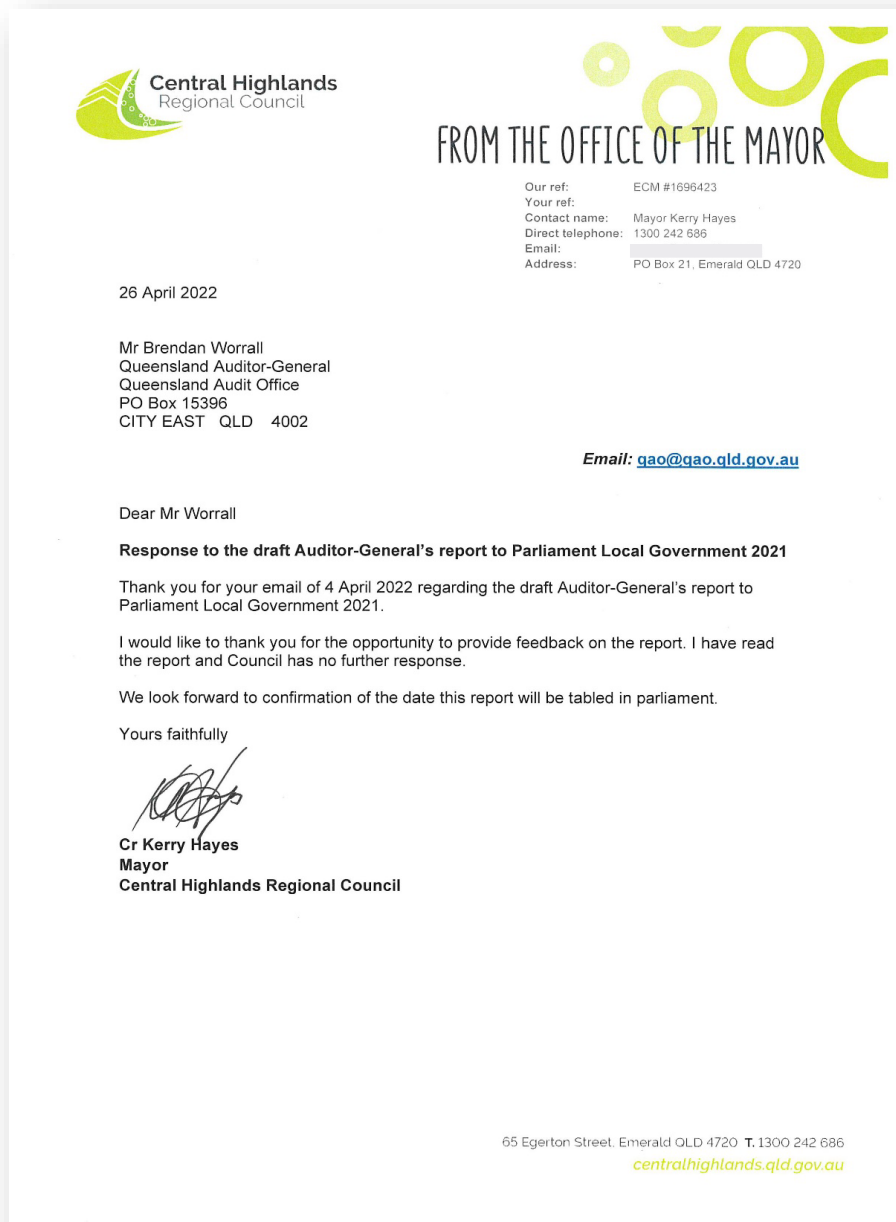 Central Highlands
Regional Council
FROM THE OFFICE OF THE MAYOR
Our ref: ECM #1696423
Your ref:
Contact name: Mayor Kerry Hayes
Direct telephone: 1300 242 686
Email:
Address: PO Box 21, Emerald QLD 4720
26 April 2022
Mr Brendan Worrall
Queensland Auditor-General
Queensland Audit Office
PO Box 15396
CITY EAST QLD 4002
Email: qao@qao.qld.gov.au
Dear Mr Worrall
Response to the draft Auditor-General's report to Parliament Local Government 2021
Thank you for your email of 4 April 2022 regarding the draft Auditor-General's report to
Parliament Local Government 2021.
I would like to thank you for the opportunity to provide feedback on the report. I have read
the report and Council has no further response.
We look forward to confirmation of the date this report will be tabled in parliament.
Yours faithfully
Cr Kerry Hayes
Mayor
Central Highlands Regional Council
65 Egerton Street, Emerald QLD 4720 T. 1300 242 686
centralhighlands.qld.gov.au